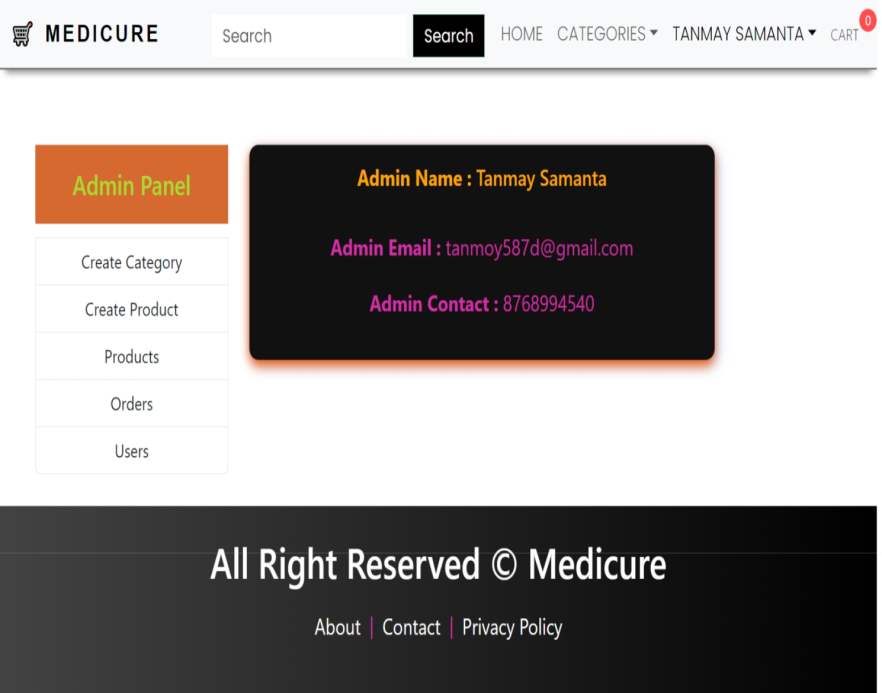 MEDICURE Search Search HOME CATEGORIES TANMAY SAMANTA CART 0
Admin Panel
Create Category
Create Product
Products
Orders
Users
Admin Name : Tanmay Samanta
Admin Email : tanmoy587d@gmail.com
Admin Contact : 8768994540
All Right Reserved © Medicure
About | Contact | Privacy Policy